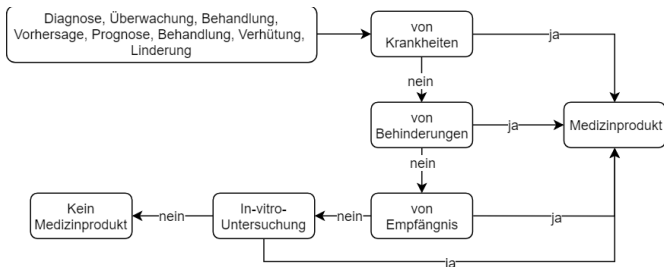 Diagnose, Überwachung, Behandlung,
Vorhersage, Prognose, Behandlung, Verhütung,
Linderung
von
Krankheiten
ja
nein
von
Behinderungen
ja
Medizinprodukt
nein
Kein
Medizinprodukt
nein
In-vitro-
Untersuchung
nein
von
Empfängnis
ja
ja